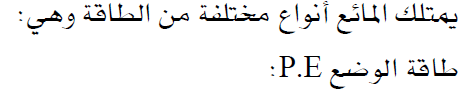 يمتلك المائع أنواع مختلفة من الطاقة وهي:
طاقة الوضع P.E: